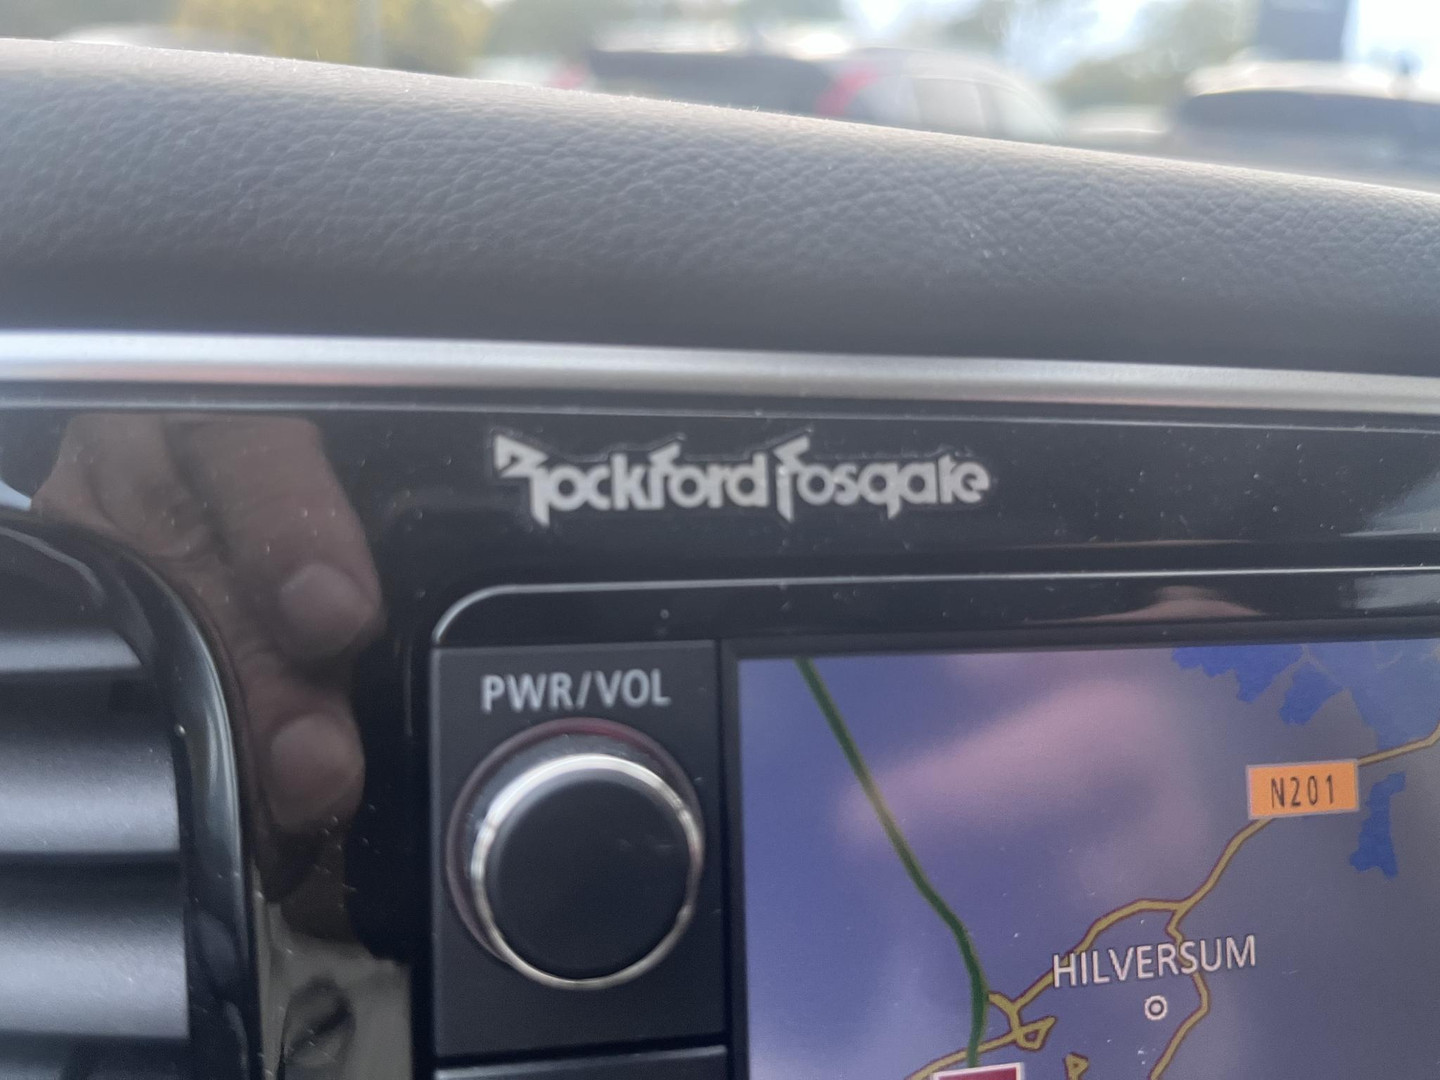 Rockford Fosgate
PWR/VOL
N201
HILVERSUM